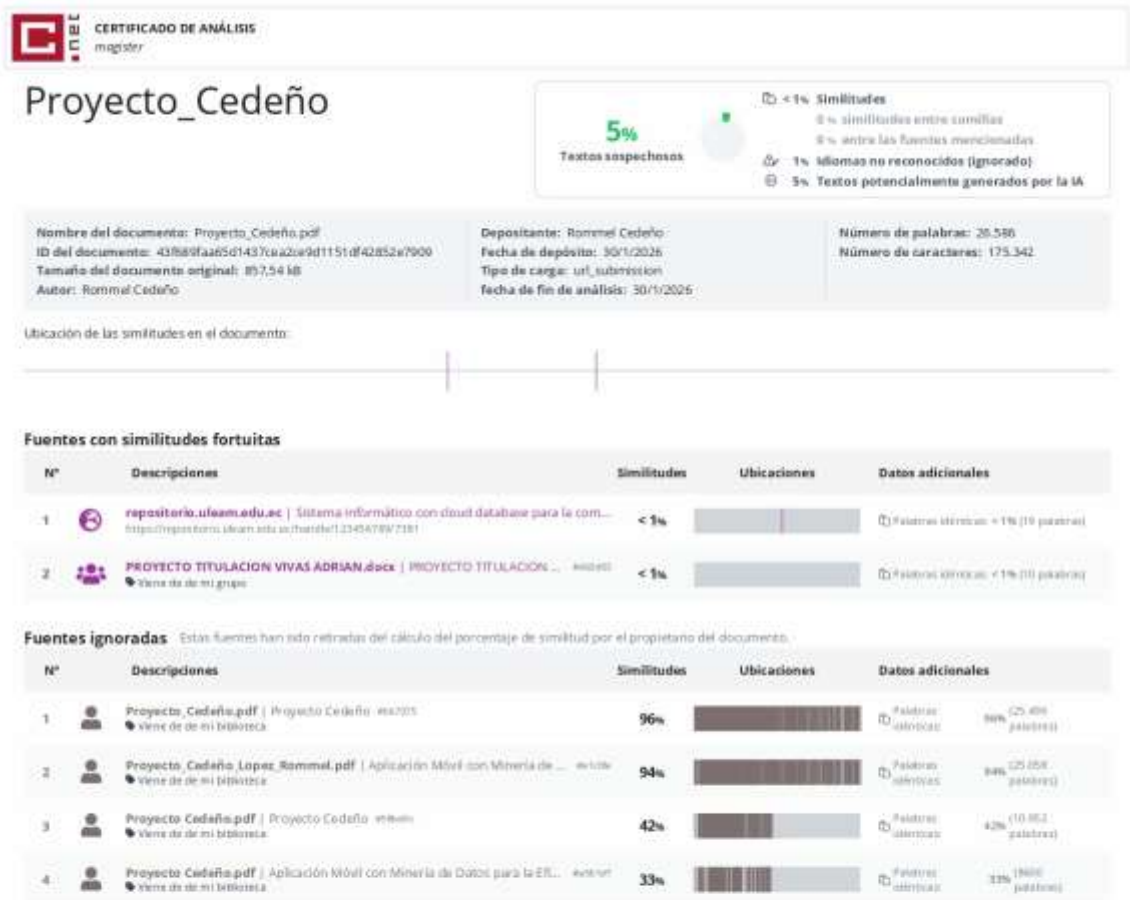 .net
CERTIFICADO DE ANÁLISIS
magister
Proyecto_Cedeño
5%
Textos sospechosos
< 1% Similitudes
0 % similitudes entre comillas
0 % entre las fuentes mencionadas
1% Idiomas no reconocidos (ignorado)
5% Textos potencialmente generados por la IA
Nombre del documento: Proyecto_Cedeño.pdf
ID del documento:
Tamaño del documento original: 857,54 kB
Autor: Rommel Cedeño
Depositante: Rommel Cedeño
Fecha de depósito: 30/1/2026
Tipo de carga: url_submission
fecha de fin de análisis: 30/1/2026
Número de palabras: 26.586
Número de caracteres: 175.342
Ubicación de las similitudes en el documento:
Fuentes con similitudes fortuitas
N° Descripciones Similitudes Ubicaciones Datos adicionales
1 repositorio.uleam.edu.ec | Sistema informático con cloud database para la com... < 1% Palabras idénticas: < 1% (19 palabras)
2 PROYECTO TITULACION VIVAS ADRIAN.docx | PROYECTO TITULACION ... < 1% Palabras idénticas: < 1% (10 palabras)
Viene de de mi grupo
Fuentes ignoradas Estas fuentes han sido retiradas del cálculo del porcentaje de similitud por el propietario del documento.
N° Descripciones Similitudes Ubicaciones Datos adicionales
1 Proyecto_Cedeño.pdf | Proyecto Cedeño 96% Palabras idénticas: 96% palabras)
Viene de de mi biblioteca
2 Proyecto_Cedeño_Lopez_Rommel.pdf | Aplicación Móvil con Minería de ... 94% Palabras idénticas: 94% palabras)
Viene de de mi biblioteca
3 Proyecto Cedeño.pdf | Proyecto Cedeño 42% Palabras idénticas: 42% palabras)
Viene de de mi biblioteca
4 Proyecto Cedeño.pdf | Aplicación Móvil con Minería de Datos para la Efi... 33% Palabras idénticas: 33% palabras)
Viene de de mi biblioteca